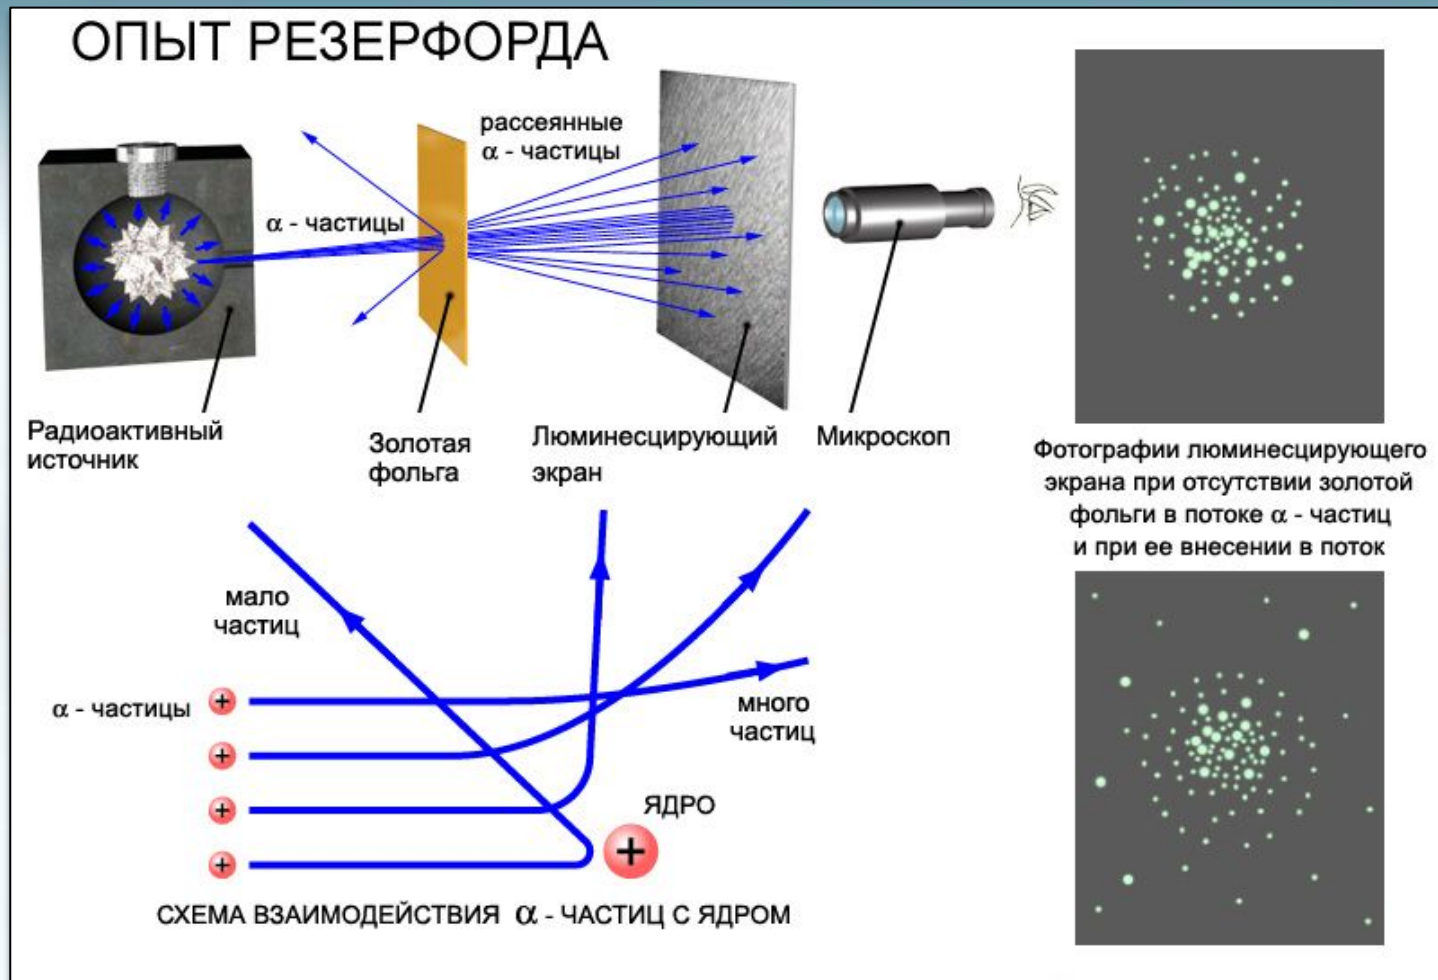 ОПЫТ РЕЗЕРФОРДА
рассеянные
α - частицы
α - частицы
Радиоактивный
источник
Золотая
фольга
Люминесцирующий
экран
Микроскоп
Фотографии люминесцирующего
экрана при отсутствии золотой
фольги в потоке α - частиц
и при ее внесении в поток
мало
частиц
α - частицы
+
+
+
+
много
частиц
ЯДРО
+
СХЕМА ВЗАИМОДЕЙСТВИЯ α - ЧАСТИЦ С ЯДРОМ